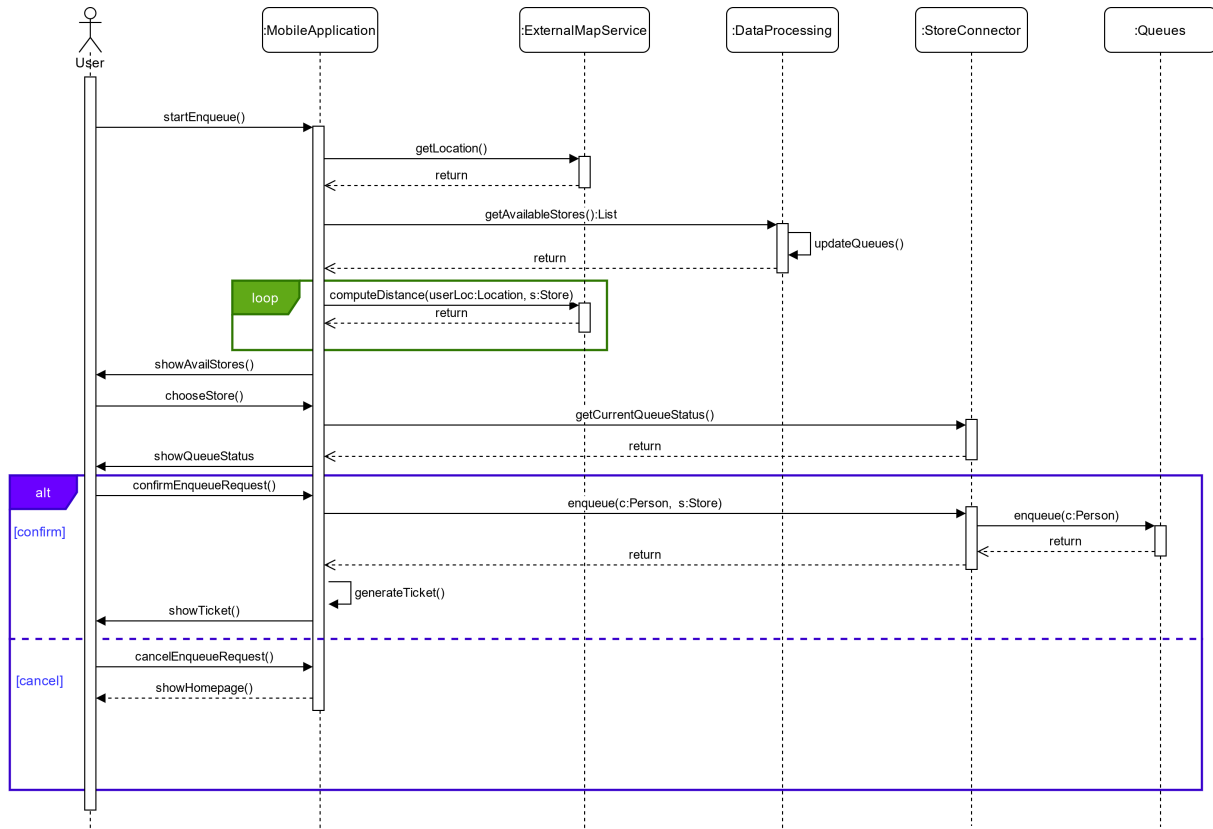 :MobileApplication
:ExternalMapService
:DataProcessing
:StoreConnector
:Queues
User
startEnqueue()
getLocation()
return
getAvailableStores():List
updateQueues()
return
loop
computeDistance(userLoc:Location, s:Store)
return
showAvailStores()
chooseStore()
getCurrentQueueStatus()
return
showQueueStatus
alt
confirmEnqueueRequest()
enqueue(c:Person,  s:Store)
enqueue(c:Person)
[confirm]
return
return
generateTicket()
showTicket()
cancelEnqueueRequest()
[cancel]
showHomepage()